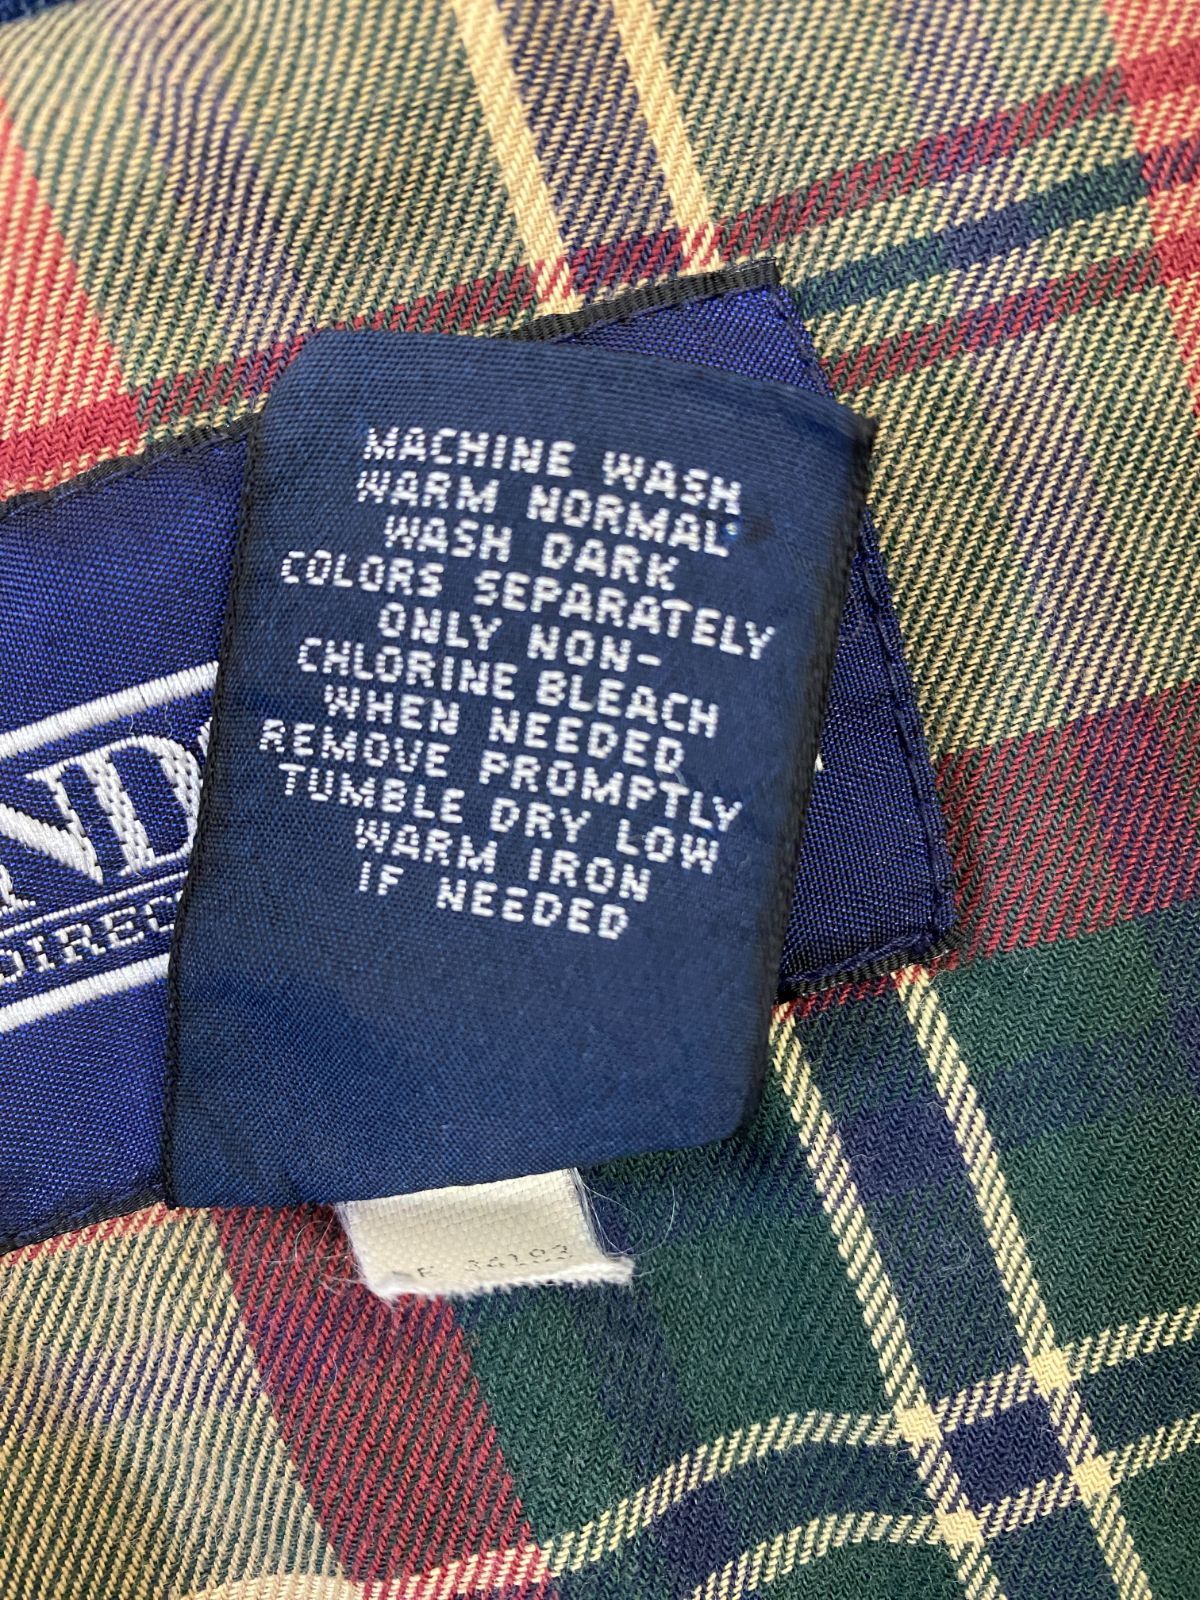 MACHINE WASH
WARM NORMAL
WASH DARK
COLORS SEPARATELY
ONLY NON-
CHLORINE BLEACH
WHEN NEEDED
REMOVE PROMPTLY
TUMBLE DRY LOW
WARM IRON
IF NEEDED